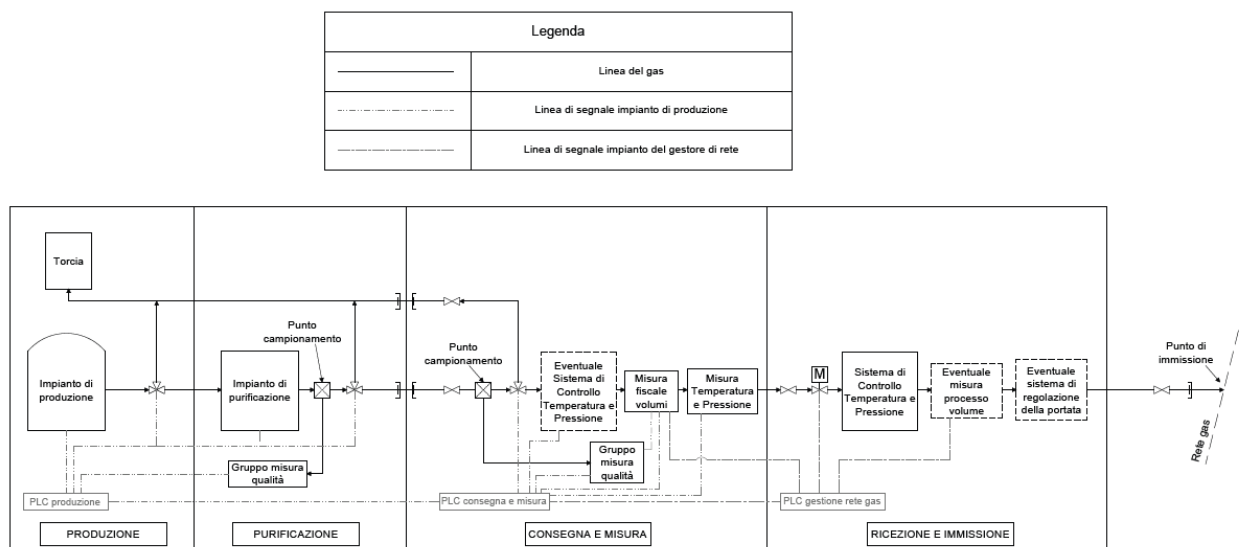 Legenda
Linea del gas
Linea di segnale impianto di produzione
Linea di segnale impianto del gestore di rete
Torcia
Impianto di
produzione
Impianto di
purificazione
Punto
campionamento
Gruppo misura
qualità
PLC produzione
Punto
campionamento
Eventuale
Sistema di
Controllo
Temperatura e
Pressione
Misura
fiscale
volumi
Misura
Temperatura
e Pressione
Gruppo
misura
qualità
PLC consegna e misura
M
Sistema di
Controllo
Temperatura e
Pressione
Eventuale
misura
processo
volume
Eventuale
sistema di
regolazione
della portata
PLC gestione rete gas
Punto di
immissione
Rete gas
PRODUZIONE
PURIFICAZIONE
CONSEGNA E MISURA
RICEZIONE E IMMISSIONE